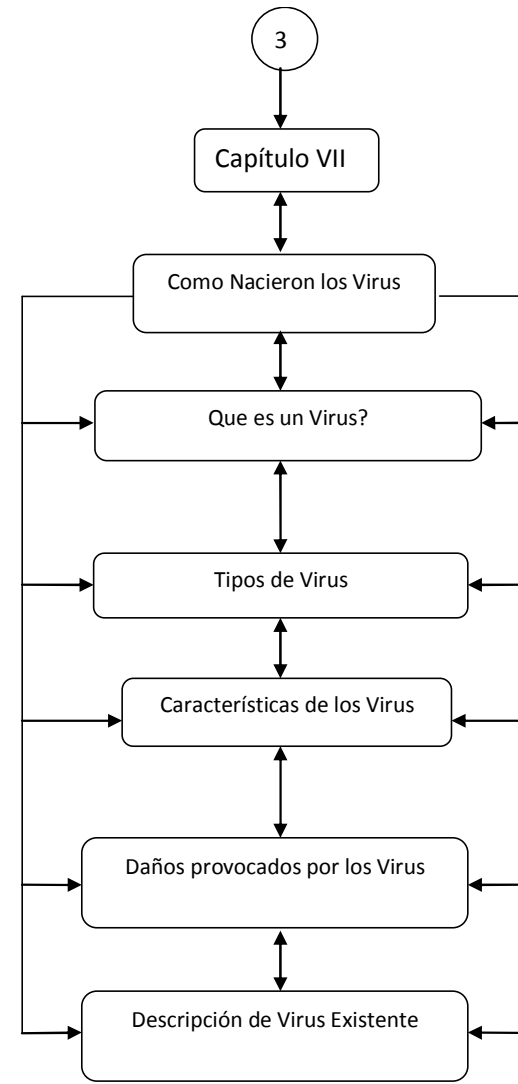 3
Capítulo VII
Como Nacieron los Virus
Que es un Virus?
Tipos de Virus
Característícas de los Virus
Daños provocados por los Virus
Descripción de Virus Existente